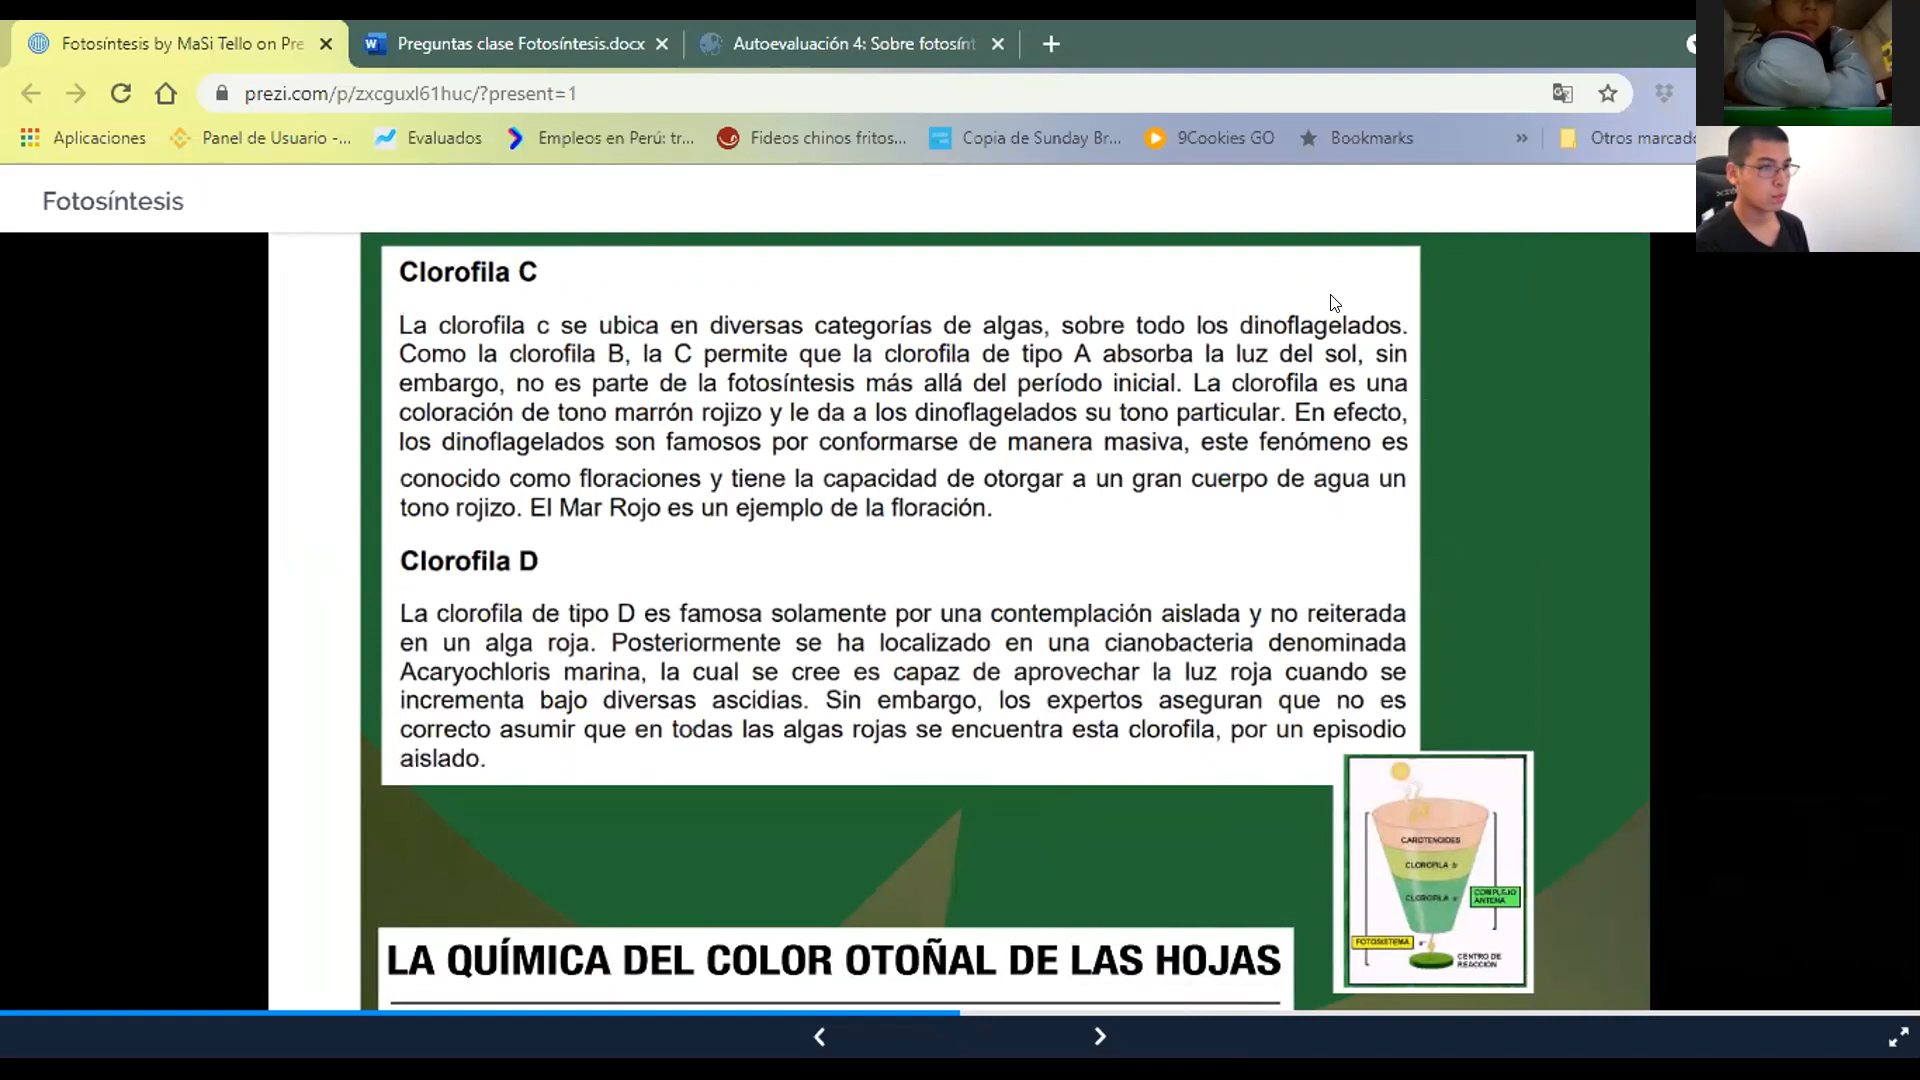 Fotosíntesis by MaSi Tello on Pre
Preguntas clase Fotosíntesis.docx
Autoevaluación 4: Sobre fotosínt
prezi.com/p/zxcguxl61huc/?present=1
Aplicaciones
Panel de Usuario -...
Evaluados
Empleos en Perú: tr...
Fideos chinos fritos...
Copia de Sunday Br...
9Cookies GO
Bookmarks
»
Otros marcado
Fotosíntesis
Clorofila C
La clorofila c se ubica en diversas categorías de algas, sobre todo los dinoflagelados.
Como la clorofila B, la C permite que la clorofila de tipo A absorba la luz del sol, sin
embargo, no es parte de la fotosíntesis más allá del período inicial. La clorofila es una
coloración de tono marrón rojizo y le da a los dinoflagelados su tono particular. En efecto,
los dinoflagelados son famosos por conformarse de manera masiva, este fenómeno es
conocido como floraciones y tiene la capacidad de otorgar a un gran cuerpo de agua un
tono rojizo. El Mar Rojo es un ejemplo de la floración.
Clorofila D
La clorofila de tipo D es famosa solamente por una contemplación aislada y no reiterada
en un alga roja. Posteriormente se ha localizado en una cianobacteria denominada
Acaryochloris marina, la cual se cree es capaz de aprovechar la luz roja cuando se
incrementa bajo diversas ascidias. Sin embargo, los expertos aseguran que no es
correcto asumir que en todas las algas rojas se encuentra esta clorofila, por un episodio
aislado.
CAROTENOIDES
CLOROFILA b
CLOROFILA
COMPLEJO
ANTENA
FOTOSISTEMA
CENTRO DE
REACCIÓN
LA QUÍMICA DEL COLOR OTOÑAL DE LAS HOJAS